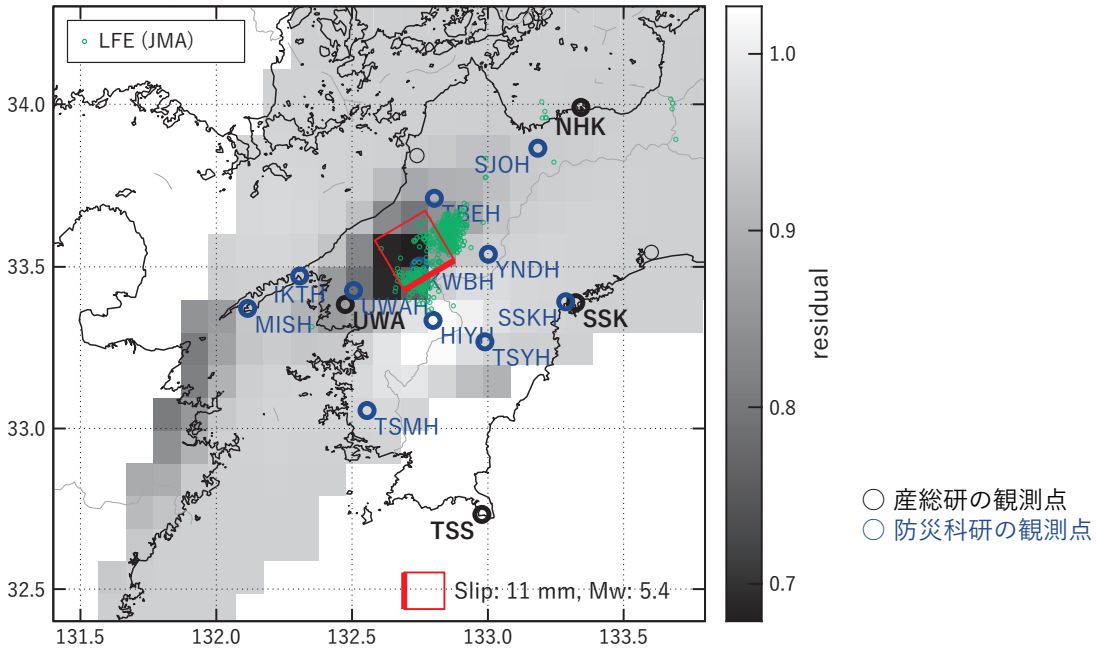 LFE (JMA)
34.0
33.5
33.0
32.5
131.5
132.0
132.5
133.0
133.5
NHK
SJOH
TBEH
YNDH
KWBH
IKTH
UWAH
MISH
UWA
SSKH
SSK
HIYH
TSYH
TSMH
TSS
Slip: 11 mm, Mw: 5.4
1.0
0.9
0.8
0.7
residual
産総研の観測点
防災科研の観測点